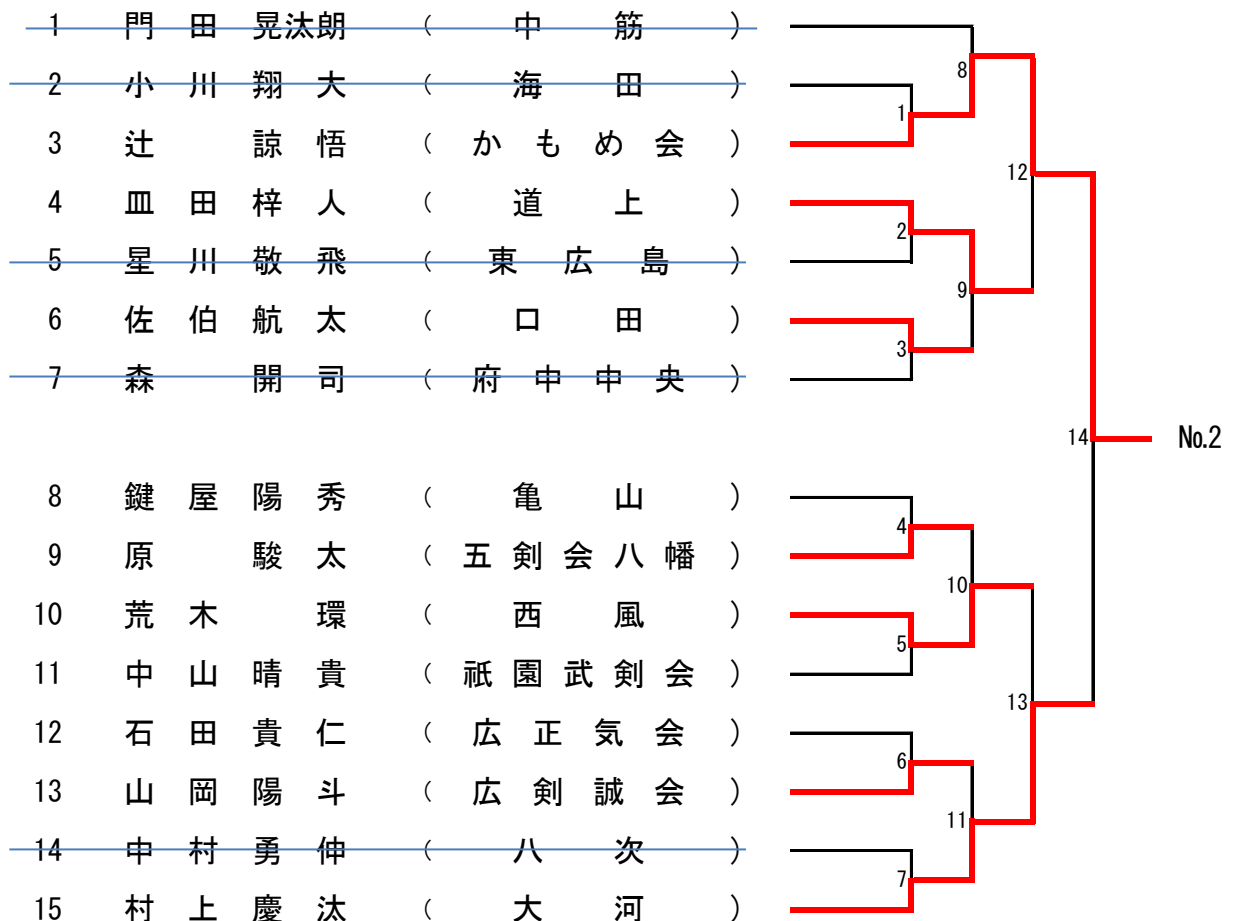 1 門田 晃汰朗 ( 中筋 )
2 小川翔大 ( 海田 )
3 辻 諒悟 ( かもめ会 )
4 皿田梓人 ( 道上 )
5 星川敬飛 ( 東広島 )
6 佐伯航太 ( 口田 )
7 森 開司 ( 府中中央 )
8 鍵屋陽秀 ( 亀山 )
9 原 駿太 ( 五剣会八幡 )
10 荒木 環 ( 西風 )
11 中山晴貴 ( 祇園武剣会 )
12 石田貴仁 ( 広正気会 )
13 山岡陽斗 ( 広剣誠会 )
14 中村勇伸 ( 八次 )
15 村上慶汰 ( 大河 )
8
1
12
2
9
3
14 No.2
4
10
5
13
6
11
7